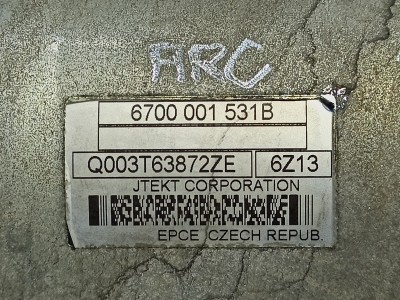 ARC
6700 001 531B
Q003T63872ZE 6Z13
JTEKT CORPORATION
EPCE CZECH REPUB.